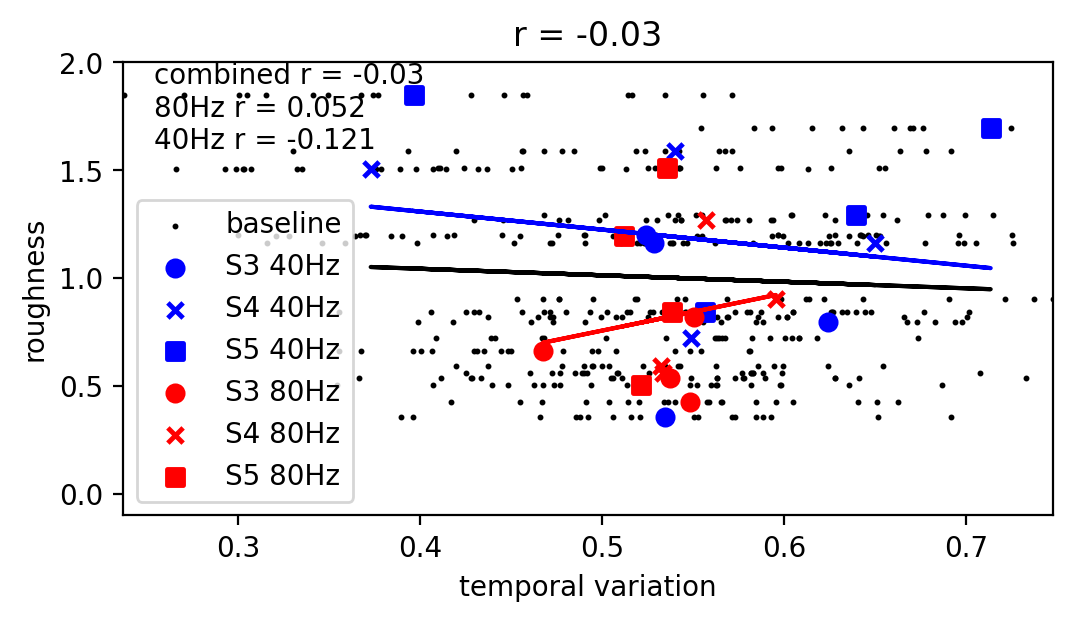 r = -0.03
combined r = -0.03
80Hz r = 0.052
40Hz r = -0.121
2.0
1.5
1.0
0.5
0.0
roughness
baseline
S3 40Hz
S4 40Hz
S5 40Hz
S3 80Hz
S4 80Hz
S5 80Hz
0.3 0.4 0.5 0.6 0.7
temporal variation